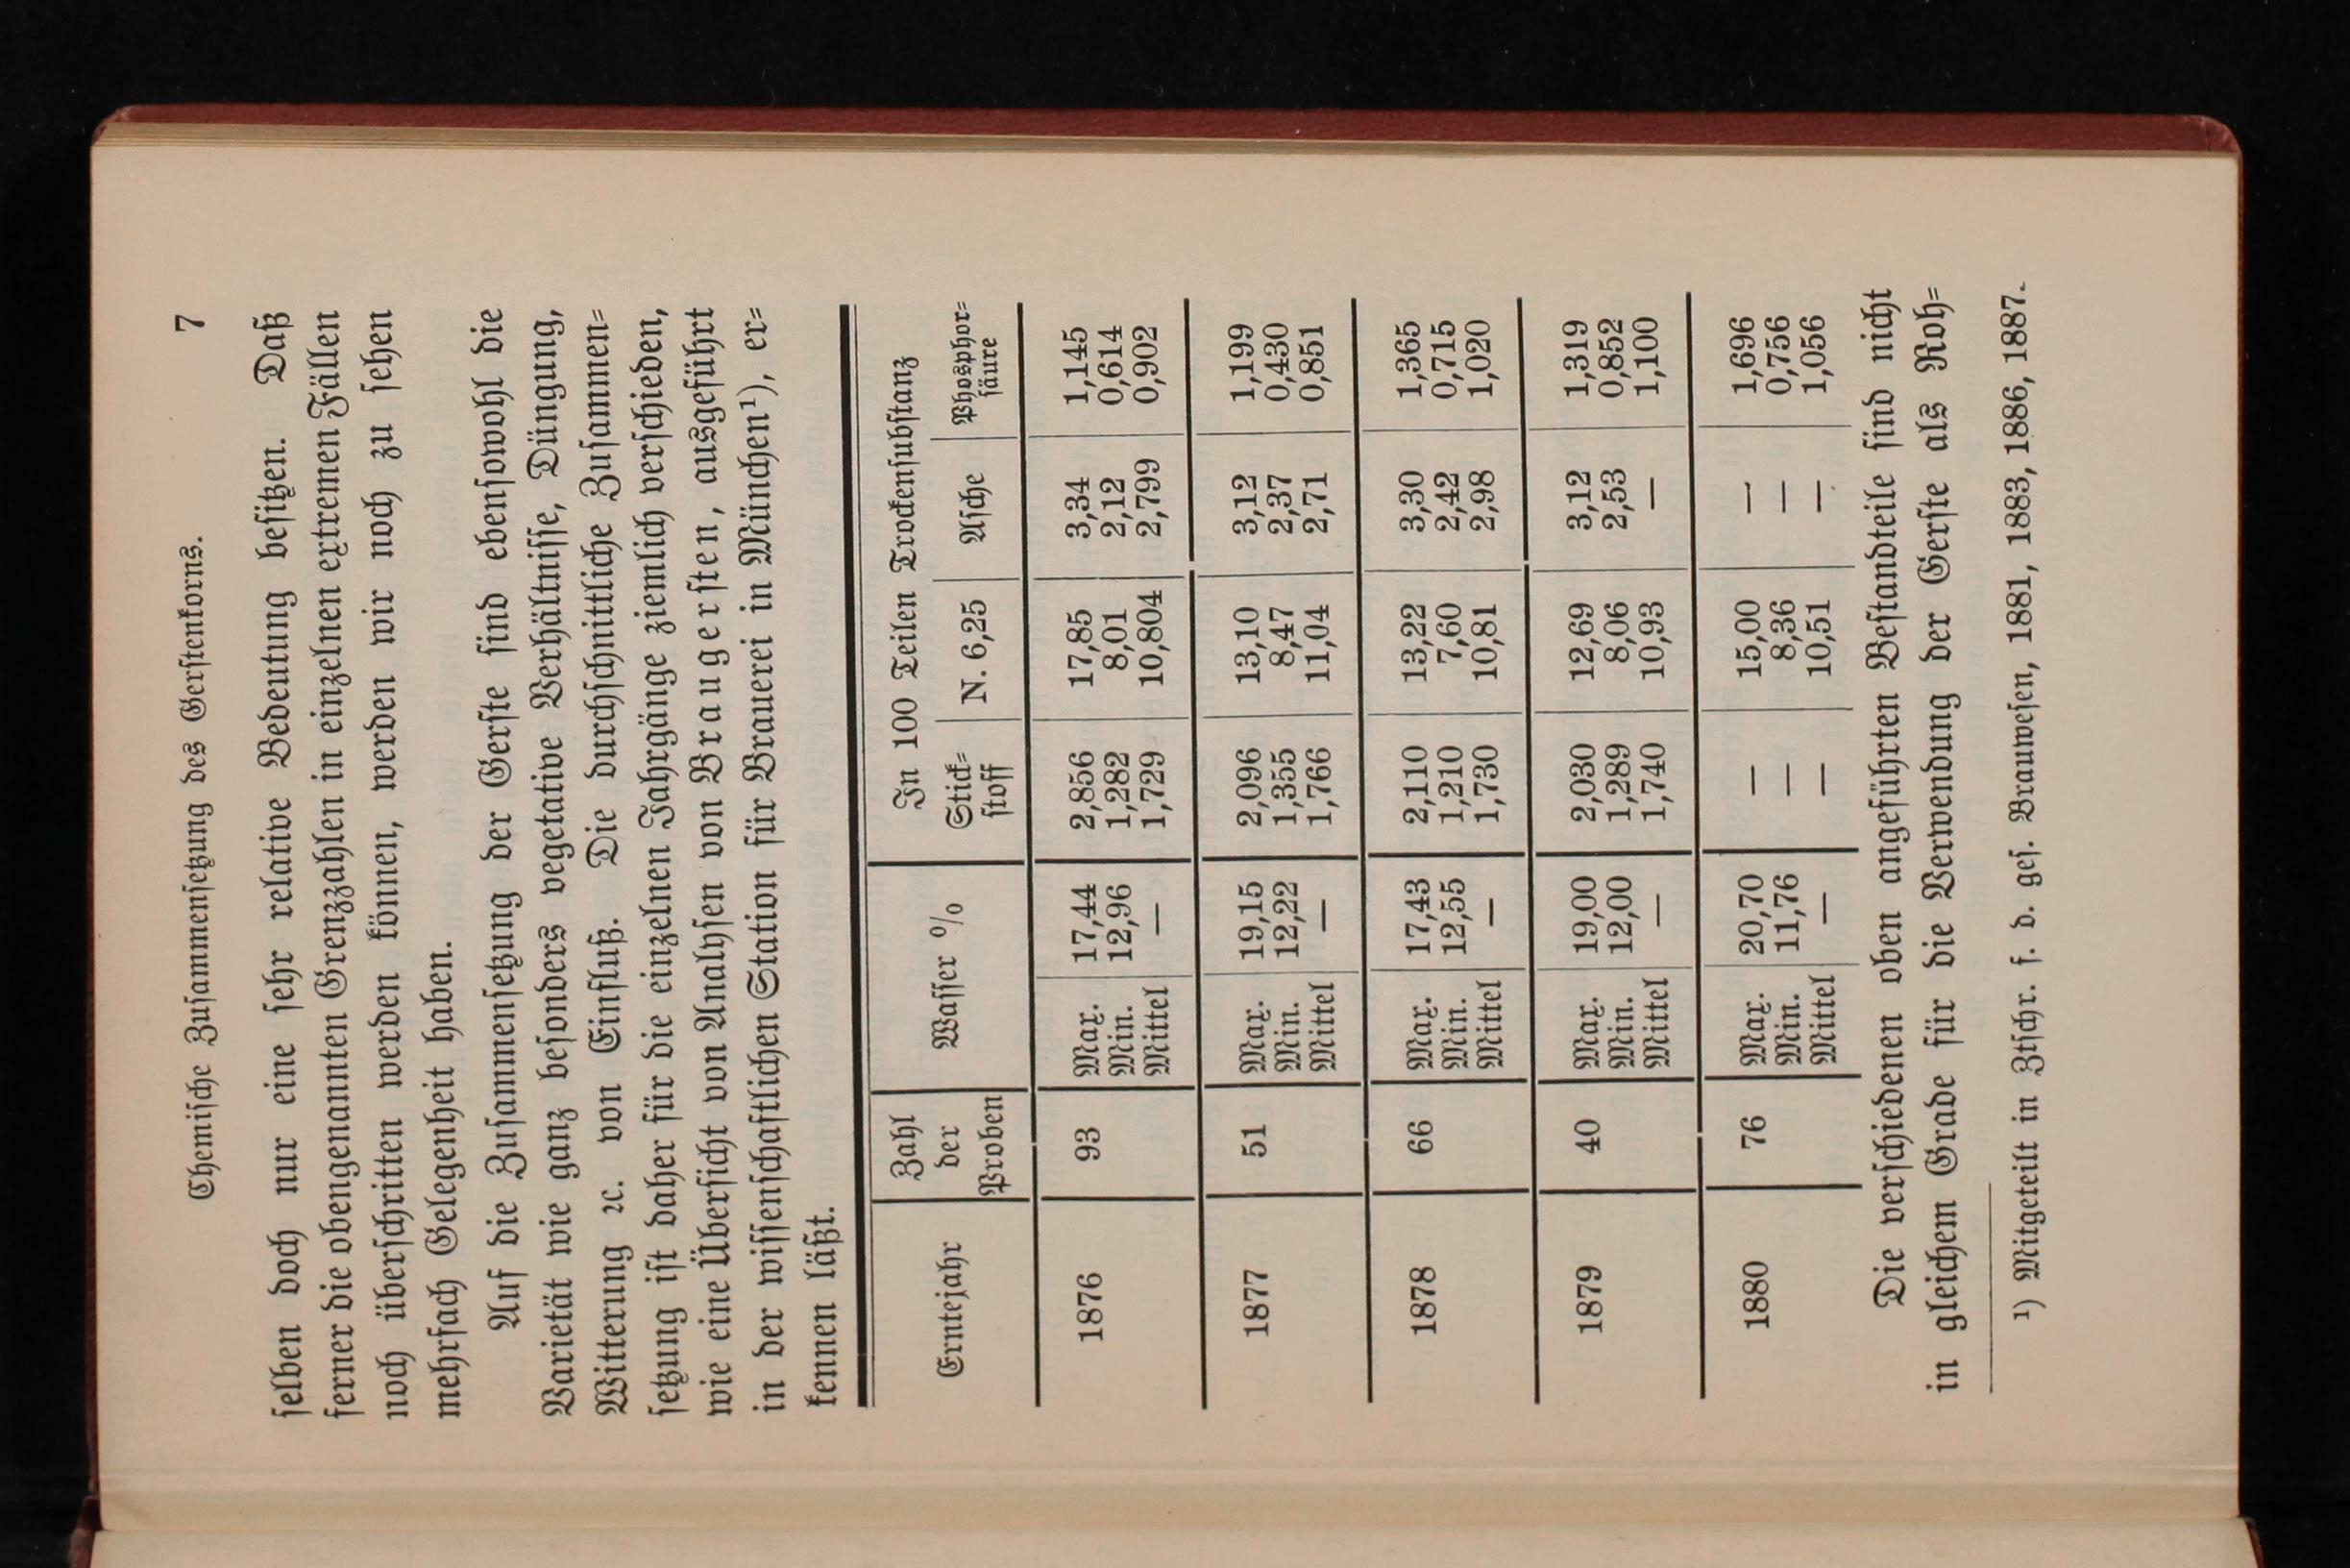 Chemische Zusammensetzung des Gerstenkorns. 7
selben doch nur eine sehr relative Bedeutung besitzen. Daß
ferner die obengenannten Grenzzahlen in einzelnen extremen Fällen
noch überschritten werden können, werden wir noch zu sehen
mehrfach Gelegenheit haben.
Auf die Zusammensetzung der Gerste sind ebensowohl die
Varietät wie ganz besonders vegetative Verhältnisse, Düngung,
Witterung ꝛc. von Einfluß. Die durchschnittliche Zusammen=
setzung ist daher für die einzelnen Jahrgänge ziemlich verschieden,
wie eine Übersicht von Analysen von Braugersten, ausgeführt
in der wissenschaftlichen Station für Brauerei in München¹), er=
kennen läßt.
In 100 Teilen Trockensubstanz
Erntejahr Zahl der Proben Wasser % Stick=stoff N. 6,25 Asche Phosphor=säure
1876 93 Max. 17,44 2,856 17,85 3,34 1,145
Min. 12,96 1,282 8,01 2,12 0,614
Mittel — 1,729 10,804 2,799 0,902
1877 51 Max. 19,15 2,096 13,10 3,12 1,199
Min. 12,22 1,355 8,47 2,37 0,430
Mittel — 1,766 11,04 2,71 0,851
1878 66 Max. 17,43 2,110 13,22 3,30 1,365
Min. 12,55 1,210 7,60 2,42 0,715
Mittel — 1,730 10,81 2,98 1,020
1879 40 Max. 19,00 2,030 12,69 3,12 1,319
Min. 12,00 1,289 8,06 2,53 0,852
Mittel — 1,740 10,93 — 1,100
1880 76 Max. 20,70 — 15,00 — 1,696
Min. 11,76 — 8,36 — 0,756
Mittel — — 10,51 — 1,056
Die verschiedenen oben angeführten Bestandteile sind nicht
in gleichem Grade für die Verwendung der Gerste als Roh=
¹) Mitgeteilt in Ztschr. f. d. ges. Brauwesen, 1881, 1883, 1886, 1887.